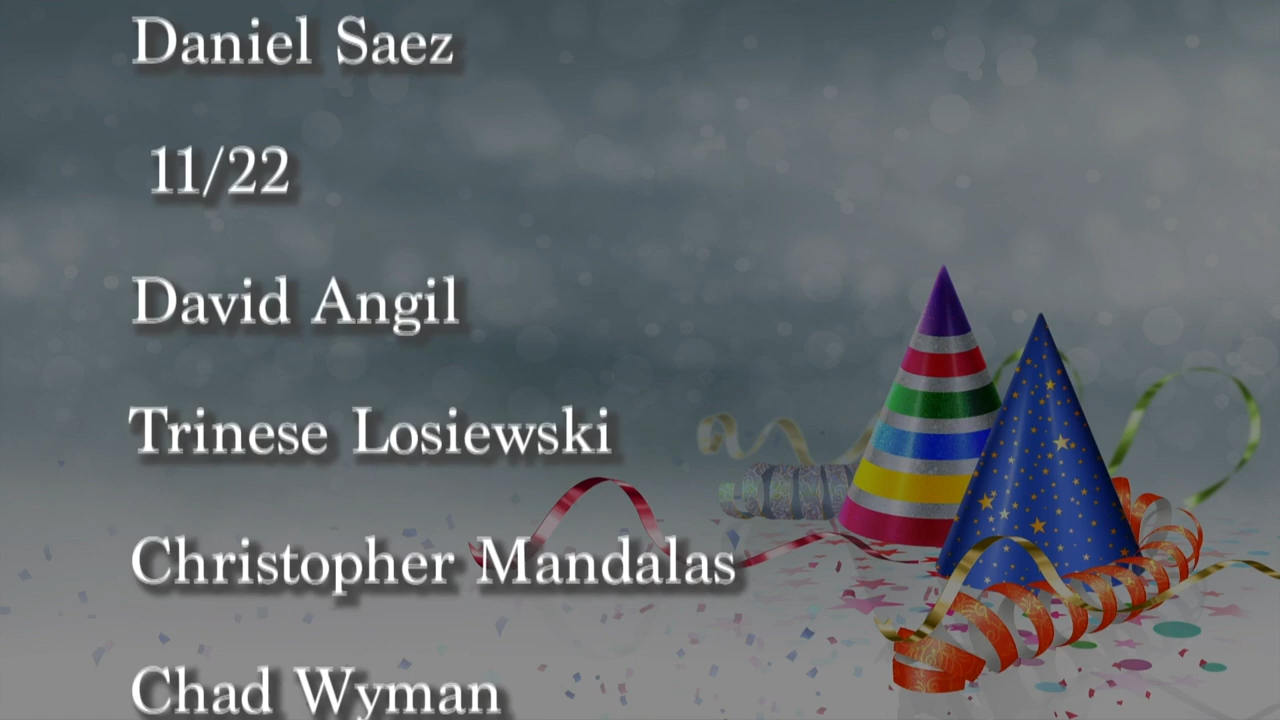 Daniel Saez
11/22
David Angil
Trinese Losiewski
Christopher Mandalas
Chad Wyman